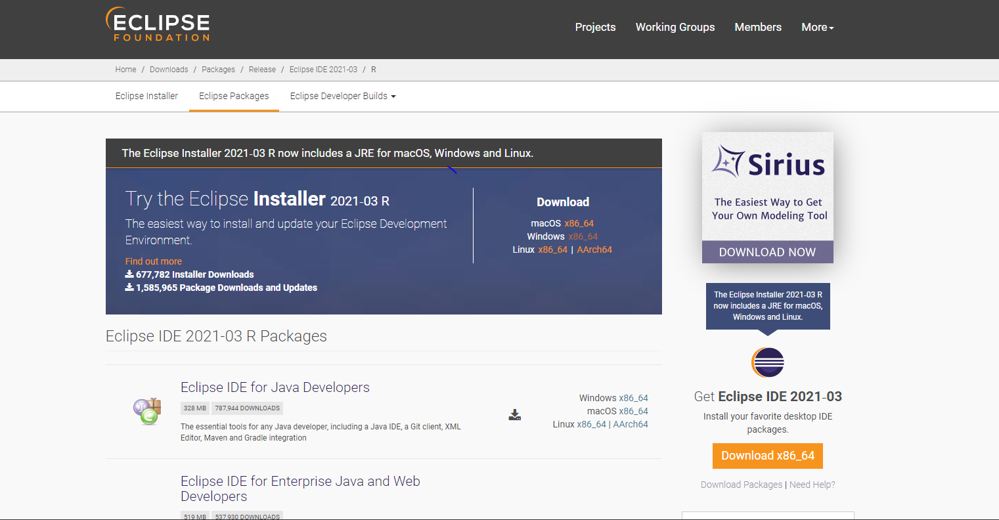 ECLIPSE
FOUNDATION
Projects Working Groups Members More
Home / Downloads / Packages / Release / Eclipse IDE 2021-03 / R
Eclipse Installer Eclipse Packages Eclipse Developer Builds
The Eclipse Installer 2021-03 R now includes a JRE for macOS, Windows and Linux.
Try the Eclipse Installer 2021-03 R
The easiest way to install and update your Eclipse Development
Environment.
Find out more
677,782 Installer Downloads
1,585,965 Package Downloads and Updates
Download
macOS x86_64
Windows x86_64
Linux x86_64 | AArch64
Eclipse IDE 2021-03 R Packages
Eclipse IDE for Java Developers
328 MB 787,944 DOWNLOADS
The essential tools for any Java developer, including a Java IDE, a Git client, XML
Editor, Maven and Gradle integration
Windows x86_64
macOS x86_64
Linux x86_64 | AArch64
Eclipse IDE for Enterprise Java and Web
Developers
519 MB 537,930 DOWNLOADS
Sirius
The Easiest Way to Get
Your Own Modeling Tool
DOWNLOAD NOW
The Eclipse Installer 2021-03 R
now includes a JRE for macOS,
Windows and Linux.
Get Eclipse IDE 2021-03
Install your favorite desktop IDE
packages.
Download x86_64
Download Packages | Need Help?